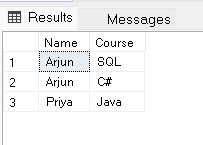 Results Messages
Name Course
1 Arjun SQL
2 Arjun C#
3 Priya Java